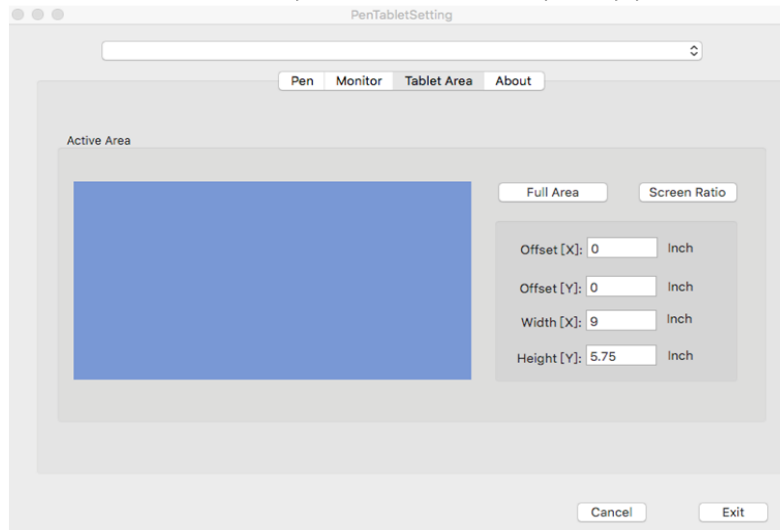 PenTabletSetting
Pen Monitor Tablet Area About
Active Area
Full Area Screen Ratio
Offset [X]: 0 Inch
Offset [Y]: 0 Inch
Width [X]: 9 Inch
Height [Y]: 5.75 Inch
Cancel Exit